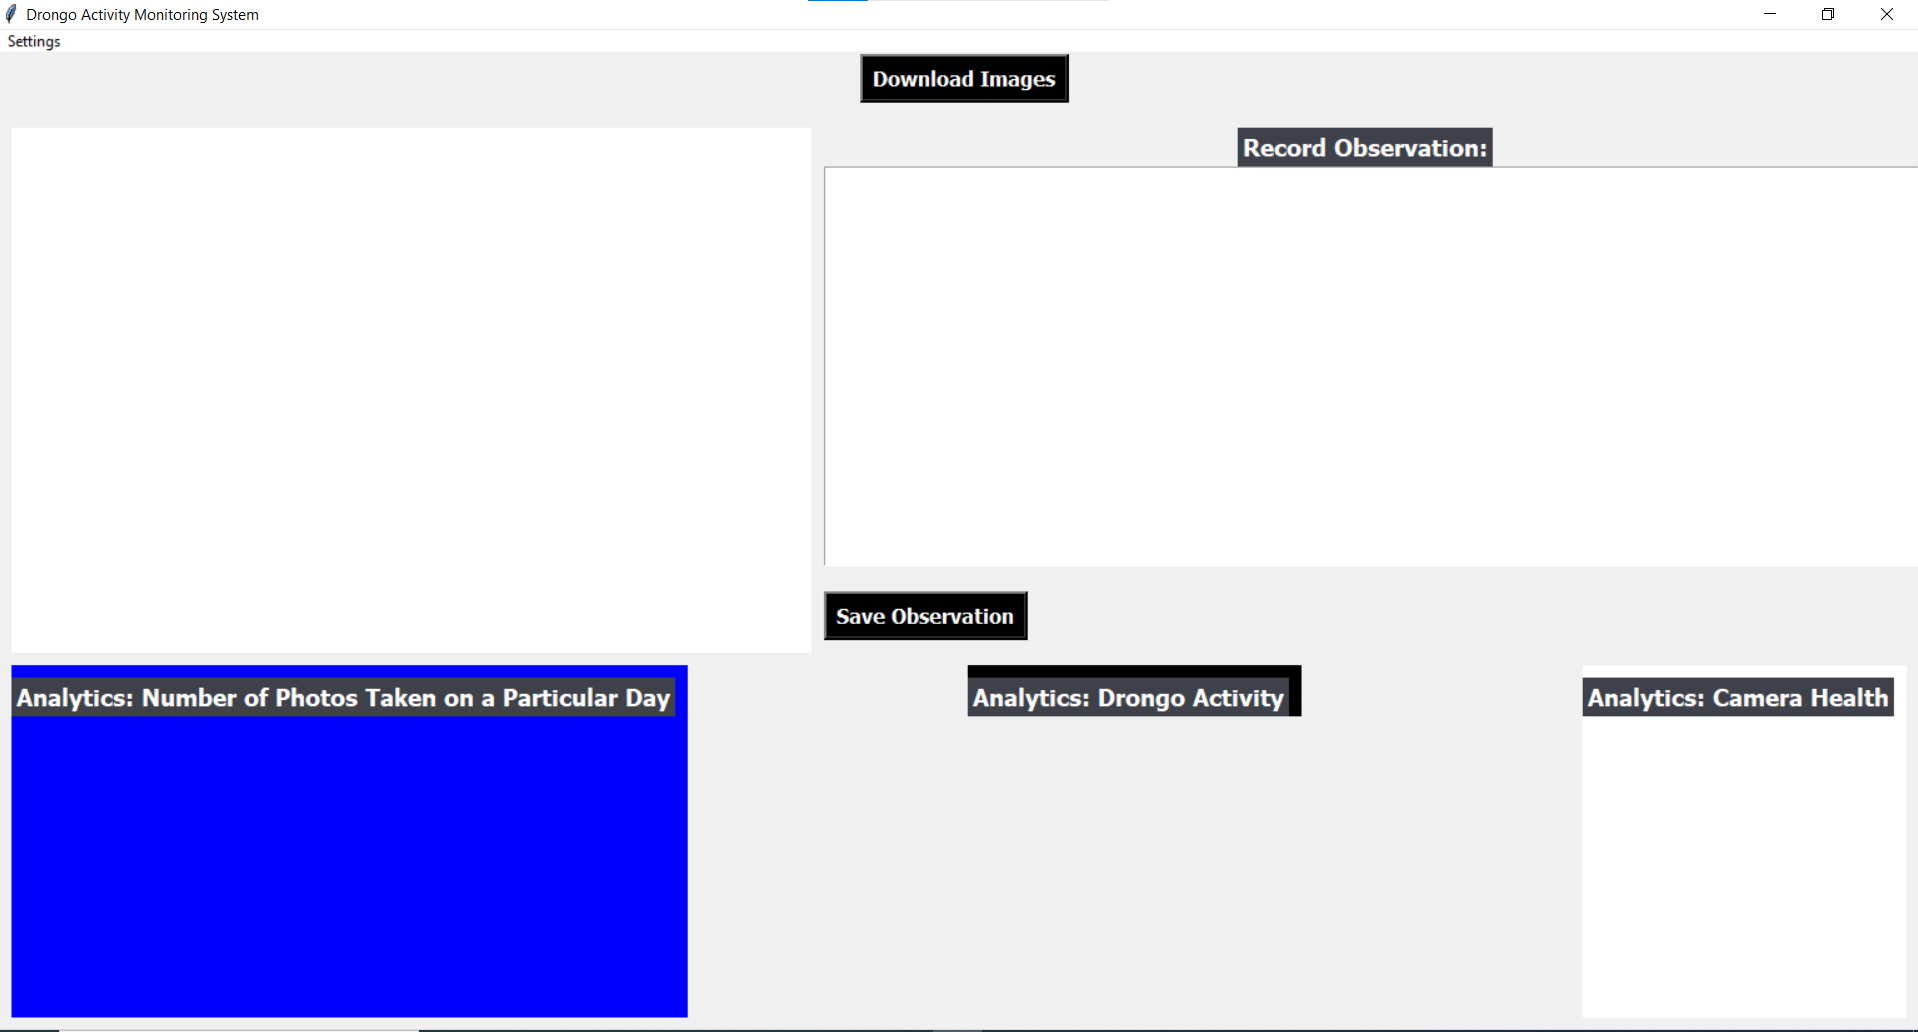 Drongo Activity Monitoring System
Settings
Download Images
Record Observation:
Save Observation
Analytics: Number of Photos Taken on a Particular Day
Analytics: Drongo Activity
Analytics: Camera Health